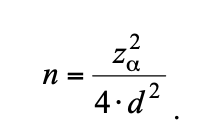 n = z_α^2 / (4·d^2) .